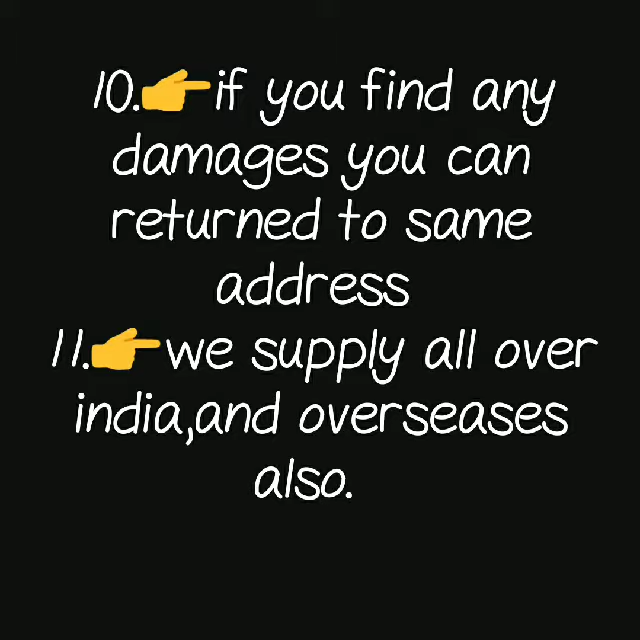 10.👉if you find any
damages you can
returned to same
address
11.👉we supply all over
india,and overseases
also.